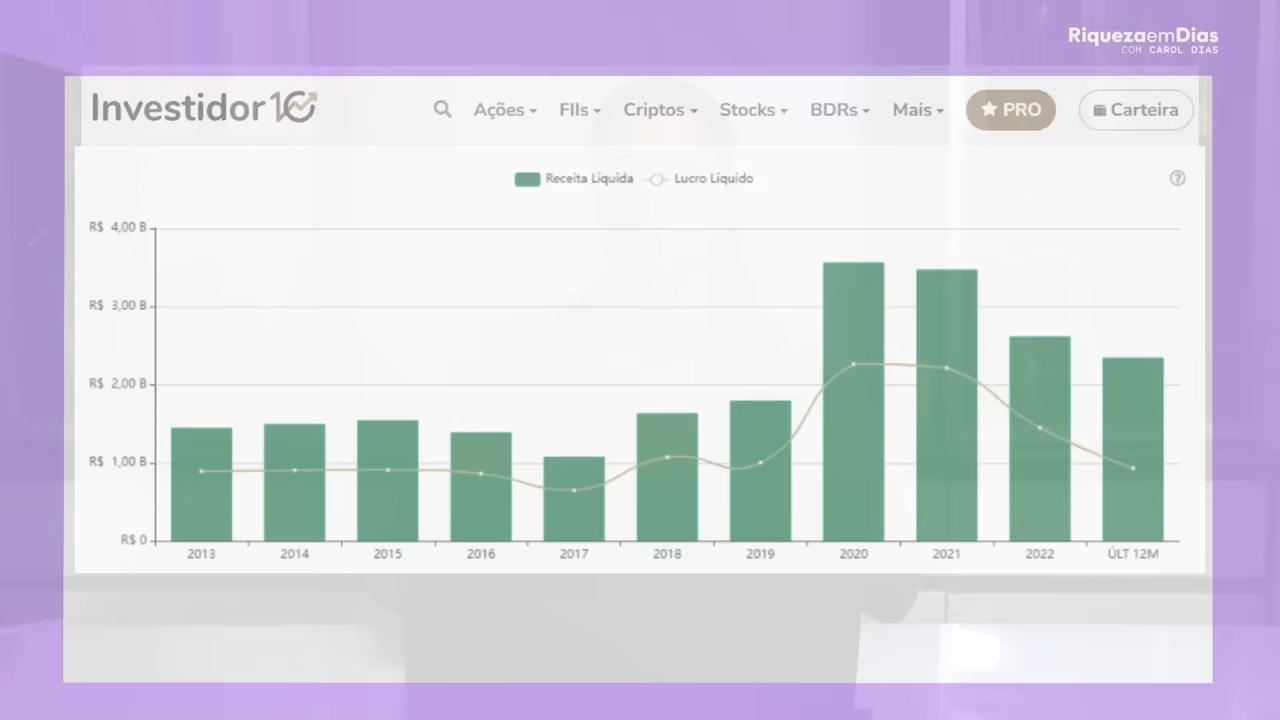 RiquezaemDias
COM CAROL DIAS
Investidor10
Ações FIIs Criptos Stocks BDRs Mais PRO Carteira
Receita Líquida Lucro Líquido
R$ 4,00 B
R$ 3,00 B
R$ 2,00 B
R$ 1,00 B
R$ 0
2013 2014 2015 2016 2017 2018 2019 2020 2021 2022 ÚLT 12M